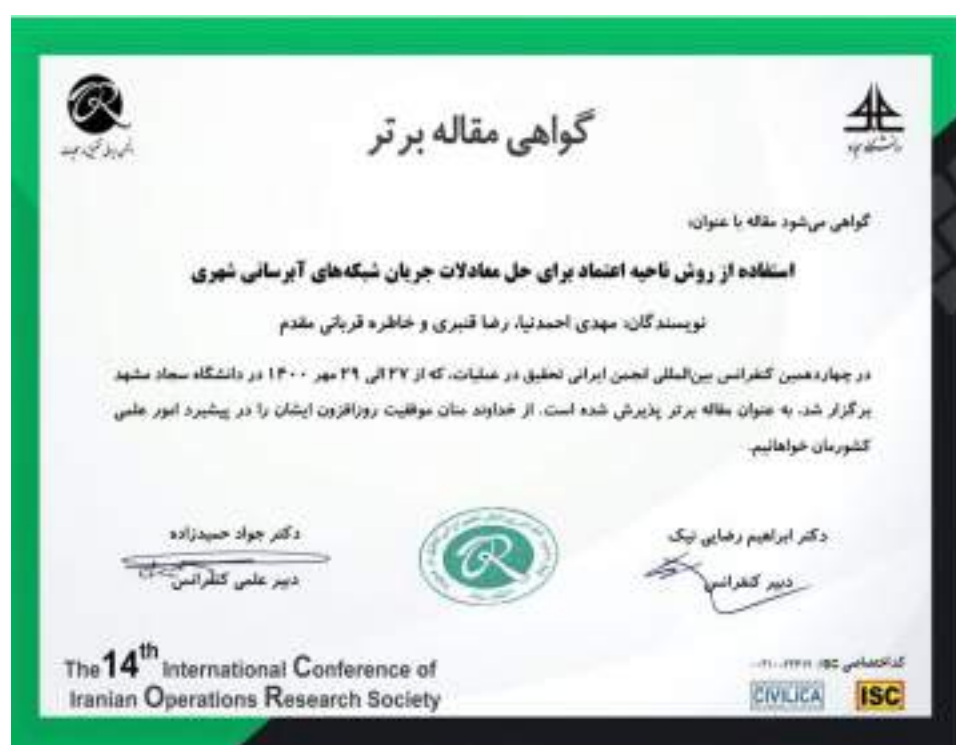 گواهی مقاله برتر
گواهی می‌شود مقاله با عنوان:
استفاده از روش ناحیه اعتماد برای حل معادلات جریان شبکه‌های آبرسانی شهری
نویسندگان: مهدی احمدنیا، رضا قنبری و خاطره قربانی مقدم
در چهاردهمین کنفرانس بین‌المللی انجمن ایرانی تحقیق در عملیات، که از ۲۷ الی ۲۹ مهر ۱۴۰۰ در دانشگاه سجاد مشهد
برگزار شد، به عنوان مقاله برتر پذیرش شده است. از خداوند منان موفقیت روزافزون ایشان را در پیشبرد امور علمی
کشورمان خواهانیم.
دکتر ابراهیم رضایی نیک
دبیر کنفرانس
دکتر جواد حمیدزاده
دبیر علمی کنفرانس
The 14th International Conference of
Iranian Operations Research Society
کد اختصاصی ISC:
CIVILICA ISC